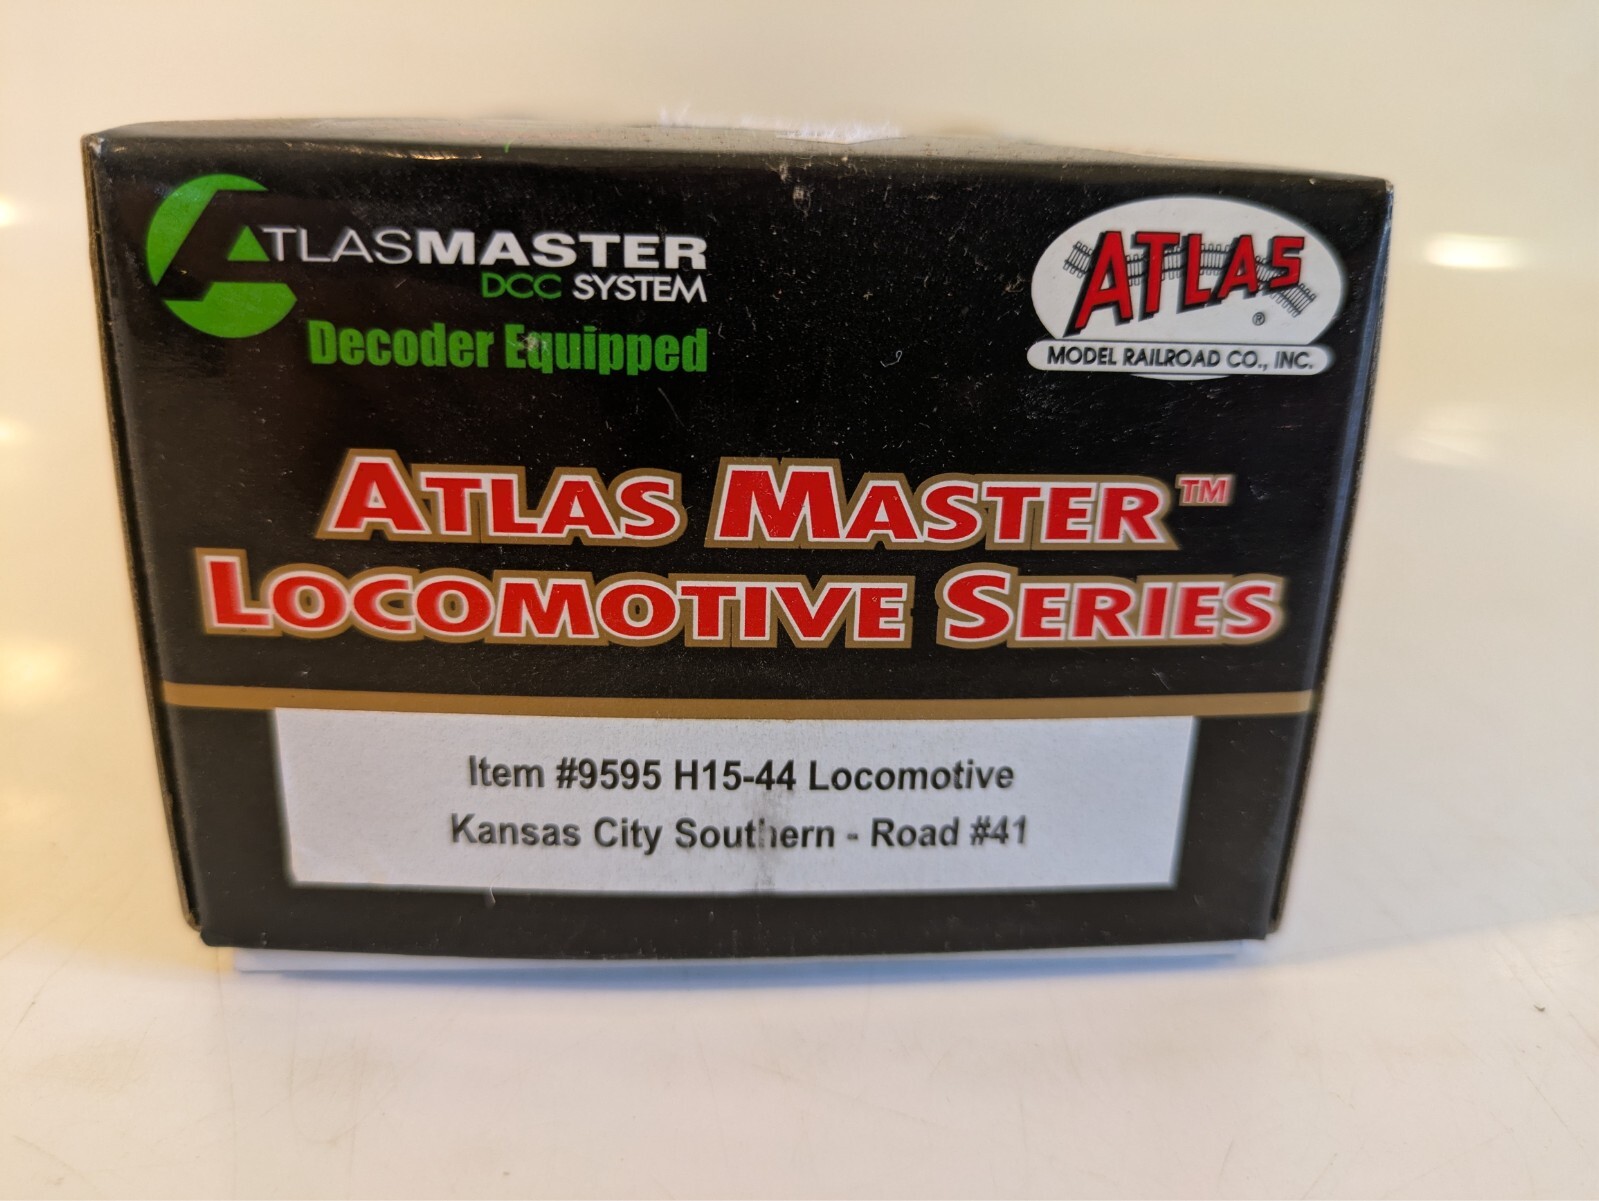 ATLASMASTER
DCC SYSTEM
Decoder Equipped
ATLAS
®
MODEL RAILROAD CO., INC.
ATLAS MASTER™
LOCOMOTIVE SERIES
Item #9595 H15-44 Locomotive
Kansas City Southern - Road #41